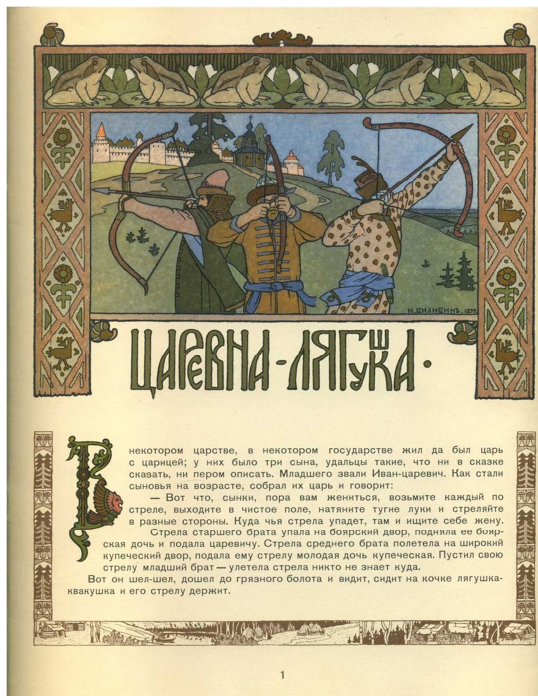 И. БИЛИБИНЪ. 1899
ЦАРЕВНА-ЛЯГУШКА.
В некотором царстве, в некотором государстве жил да был царь
с царицей; у них было три сына, удальцы такие, что ни в сказке
сказать, ни пером описать. Младшего звали Иван-царевич. Как стали
сыновья на возрасте, собрал их царь и говорит:
— Вот что, сынки, пора вам жениться, возьмите каждый по
стреле, выходите в чистое поле, натяните тугие луки и стреляйте
в разные стороны. Куда чья стрела упадет, там и ищите себе жену.
Стрела старшего брата упала на боярский двор, подняла ее бояр-
ская дочь и подала царевичу. Стрела среднего брата полетела на широкий
купеческий двор, подала ему стрелу молодая дочь купеческая. Пустил свою
стрелу младший брат — улетела стрела никто не знает куда.
Вот он шел-шел, дошел до грязного болота и видит, сидит на кочке лягушка-
квакушка и его стрелу держит.
1